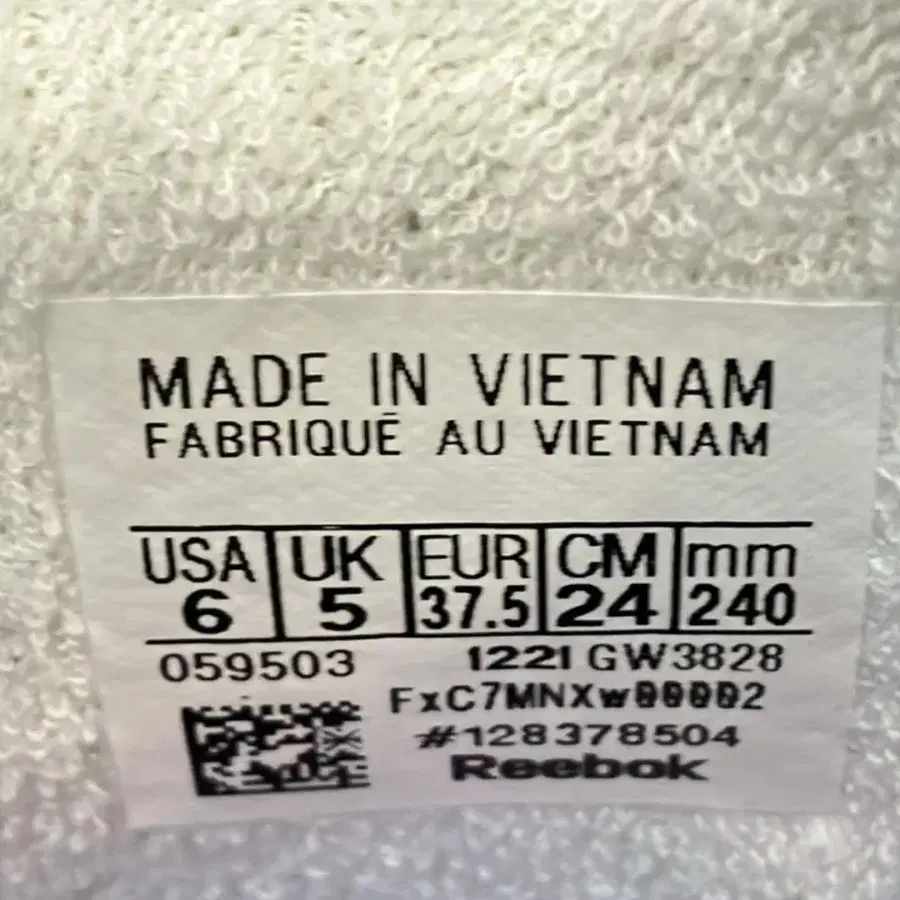 MADE IN VIETNAM
FABRIQUÉ AU VIETNAM
USA UK EUR CM mm
6 5 37.5 24 240
059503 1221 GW3828
FxC7MNXw00002
#128378504
Reebok